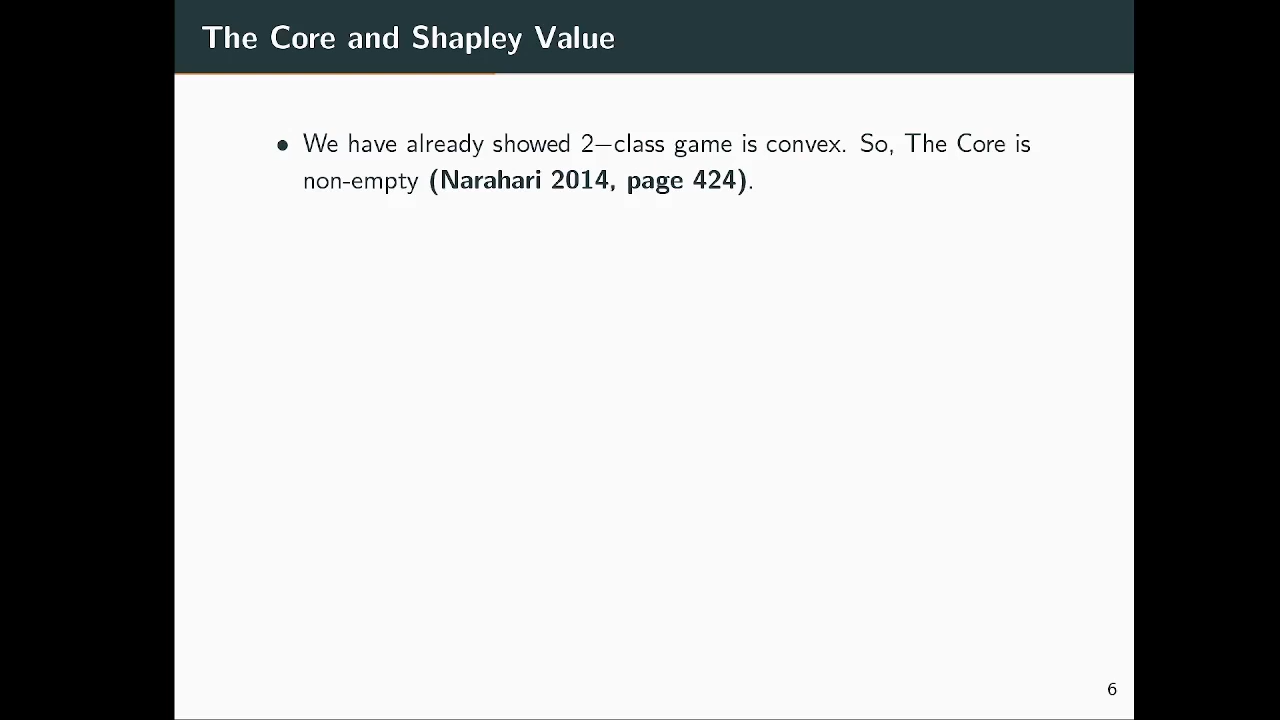 The Core and Shapley Value
• We have already showed 2−class game is convex. So, The Core is
non-empty (Narahari 2014, page 424).
6